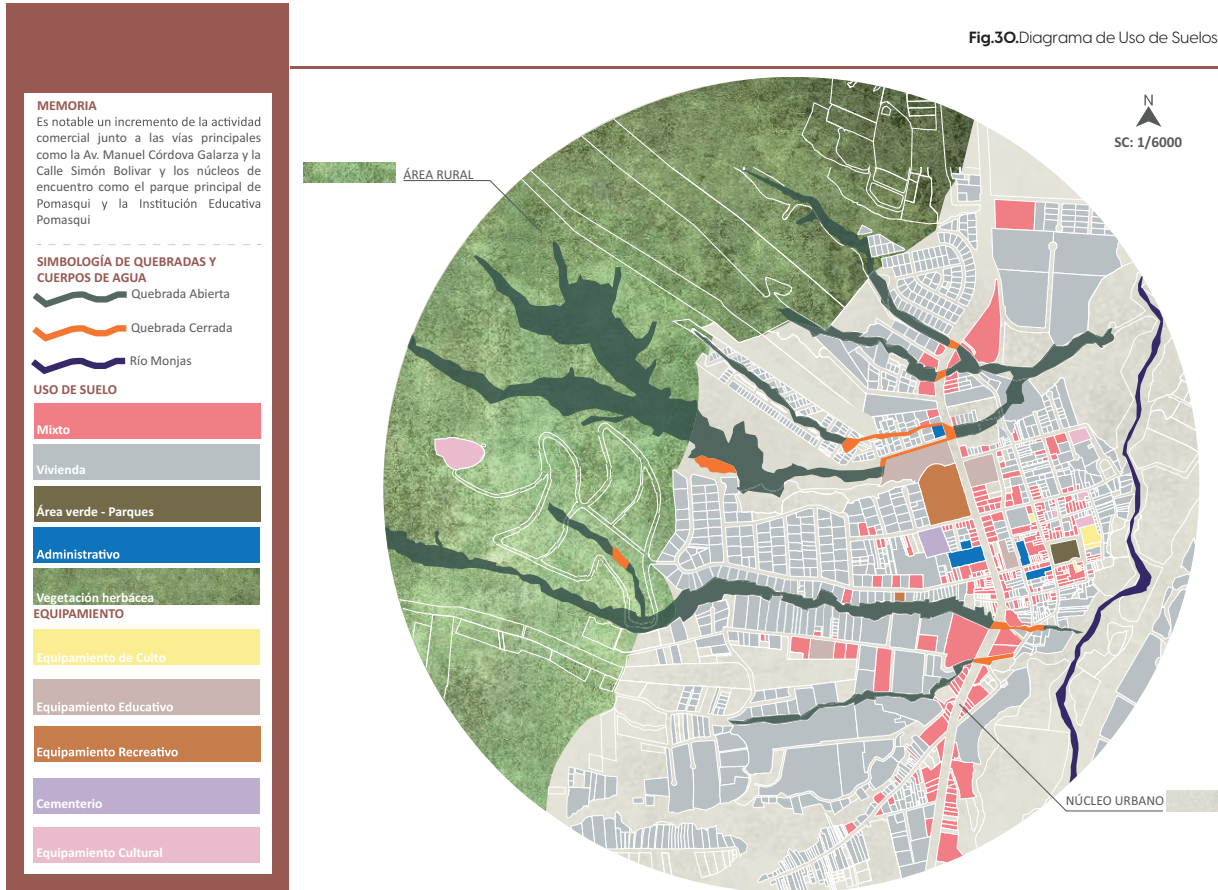 Fig.30.Diagrama de Uso de Suelos
MEMORIA
Es notable un incremento de la actividad
comercial junto a las vías principales
como la Av. Manuel Córdova Galarza y la
Calle Simón Bolivar y los núcleos de
encuentro como el parque principal de
Pomasqui y la Institución Educativa
Pomasqui
SIMBOLOGÍA DE QUEBRADAS Y
CUERPOS DE AGUA
Quebrada Abierta
Quebrada Cerrada
Río Monjas
USO DE SUELO
Mixto
Vivienda
Área verde - Parques
Administrativo
Vegetación herbácea
EQUIPAMIENTO
Equipamiento de Culto
Equipamiento Educativo
Equipamiento Recreativo
Cementerio
Equipamiento Cultural
ÁREA RURAL
N
SC: 1/6000
NÚCLEO URBANO